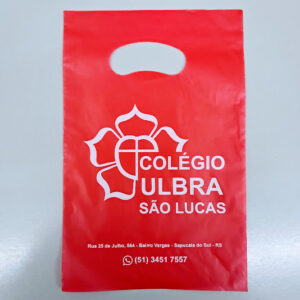 COLÉGIO
ULBRA
SÃO LUCAS
Rua 25 de Julho, 884 - Bairro Vargas - Sapucaia do Sul - RS
(51) 3451 7557